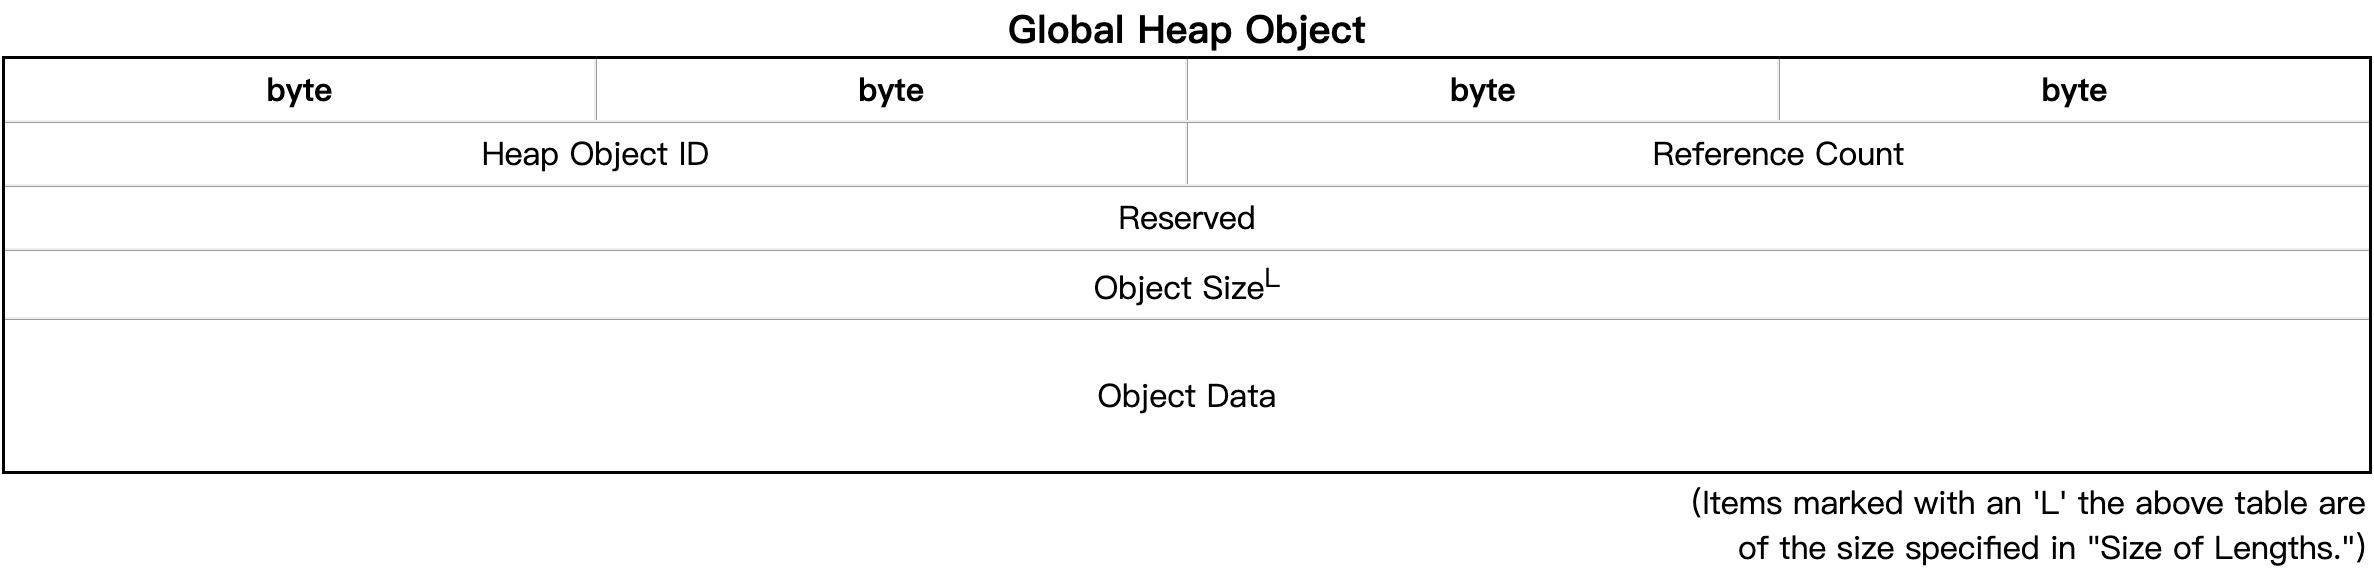 Global Heap Object
byte byte byte byte
Heap Object ID Reference Count
Reserved
Object SizeL
Object Data
(Items marked with an 'L' the above table are
of the size specified in "Size of Lengths.")